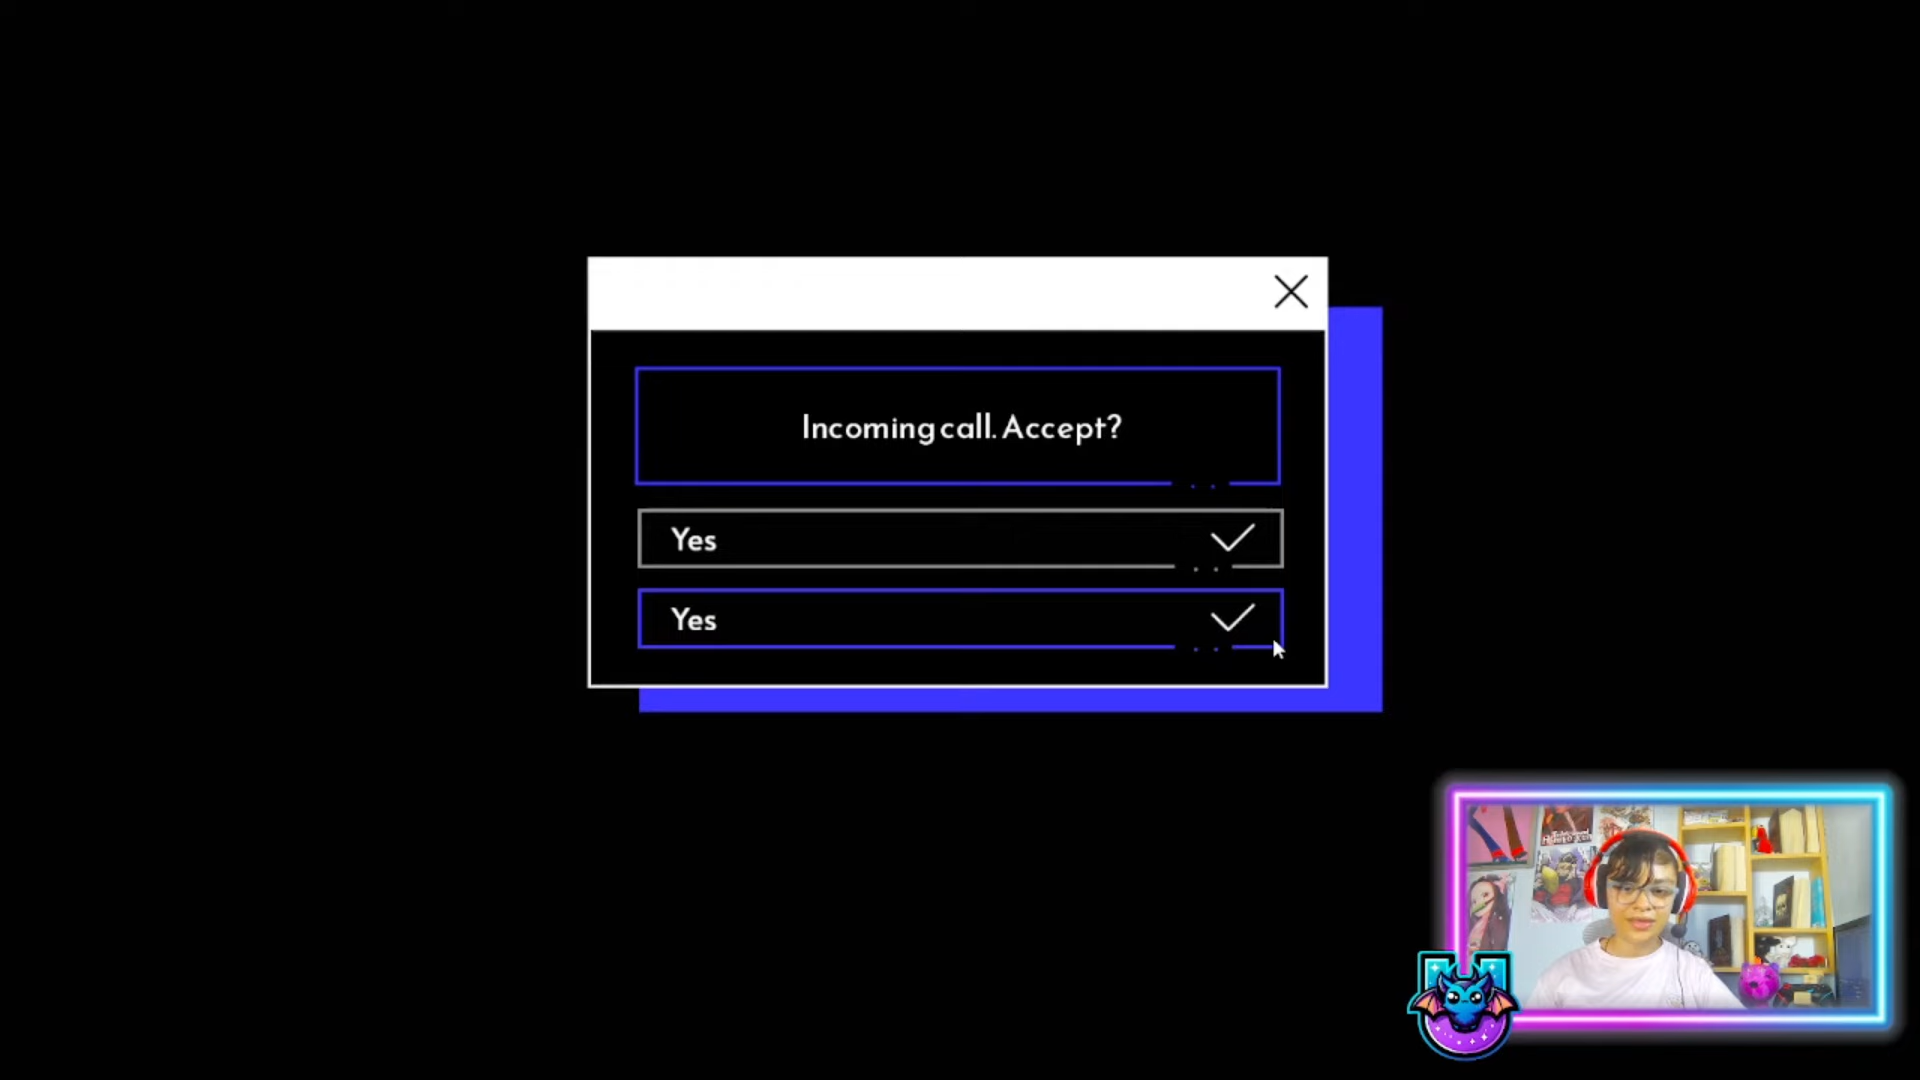 Incoming call. Accept?
Yes
Yes